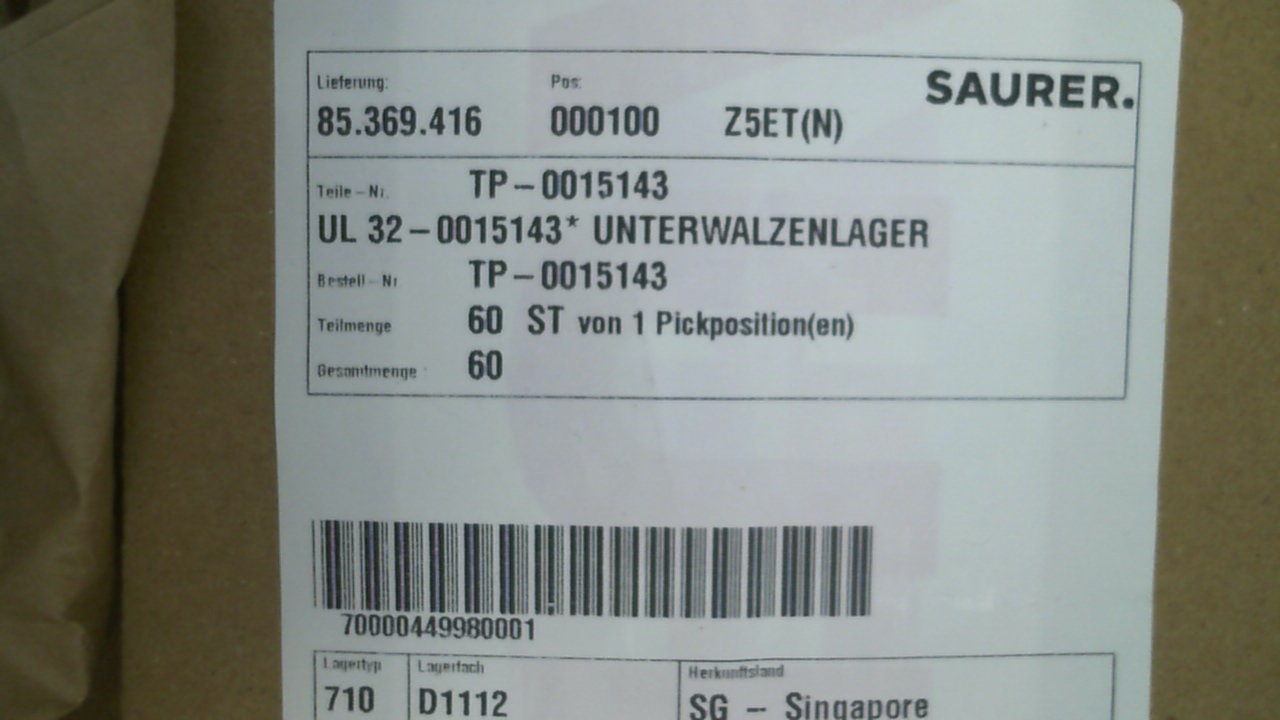 Lieferung: Pos: SAURER.
85.369.416 000100 Z5ET(N)
Teile-Nr. TP-0015143
UL 32-0015143* UNTERWALZENLAGER
Bestell-Nr TP-0015143
Teilmenge 60 ST von 1 Pickposition(en)
Gesamtmenge 60
70000449980001
Lagertyp Lagerfach Herkunftsland
710 D1112 SG - Singapore